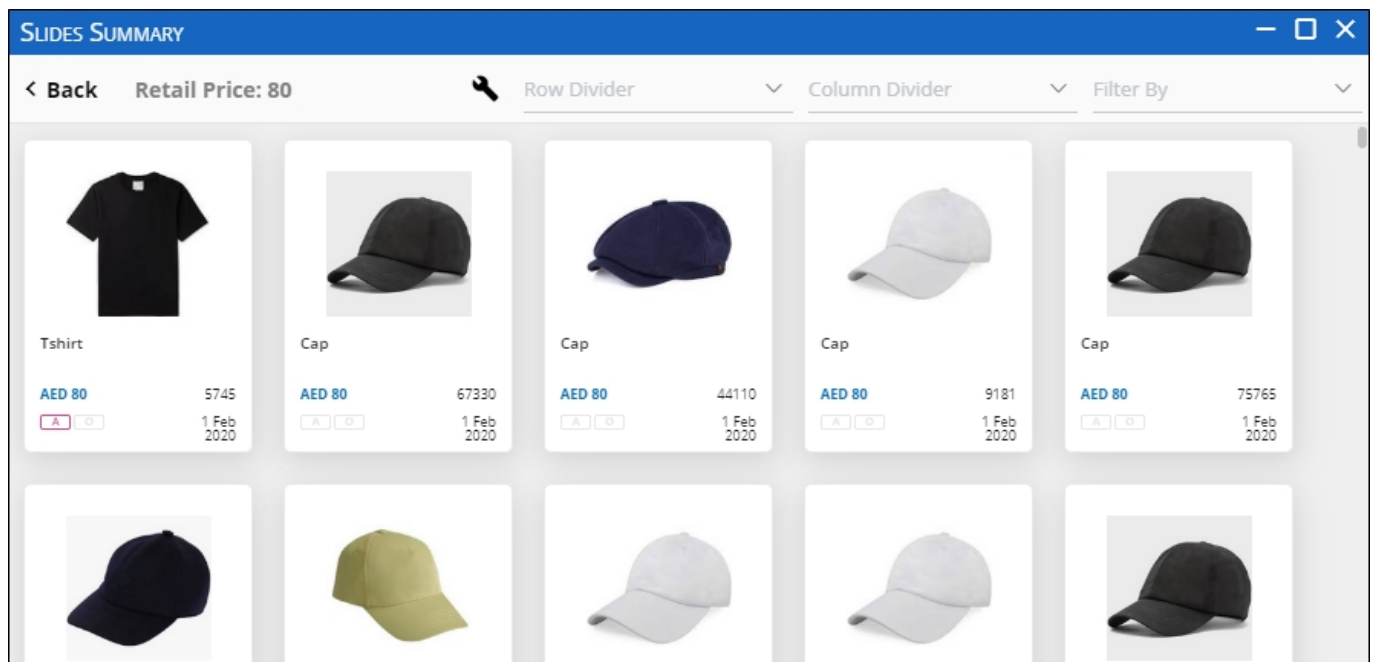 SLIDES SUMMARY
Back Retail Price: 80 Row Divider Column Divider Filter By
Tshirt Cap Cap Cap Cap
AED 80 5745 AED 80 67330 AED 80 44110 AED 80 9181 AED 80 75765
A O 1 Feb A O 1 Feb A O 1 Feb A O 1 Feb A O 1 Feb
2020 2020 2020 2020 2020